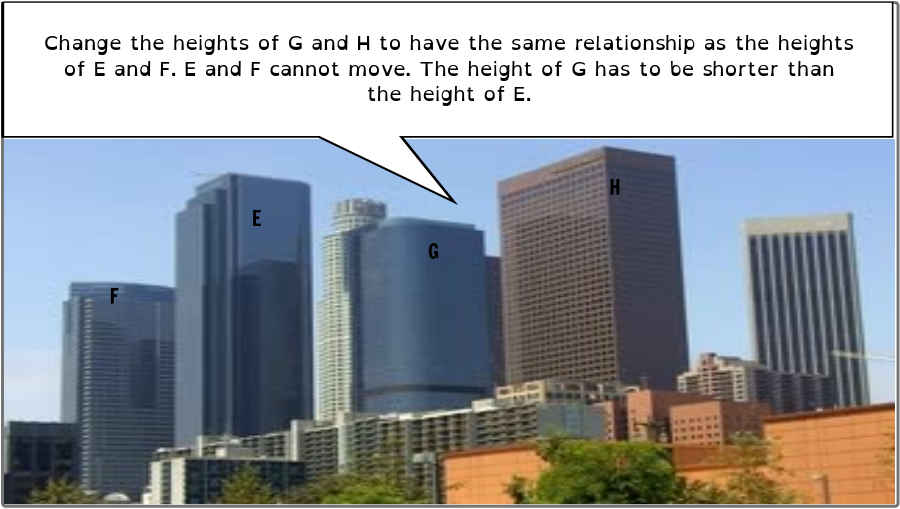 Change the heights of G and H to have the same relationship as the heights
of E and F. E and F cannot move. The height of G has to be shorter than
the height of E.
H
E
G
F